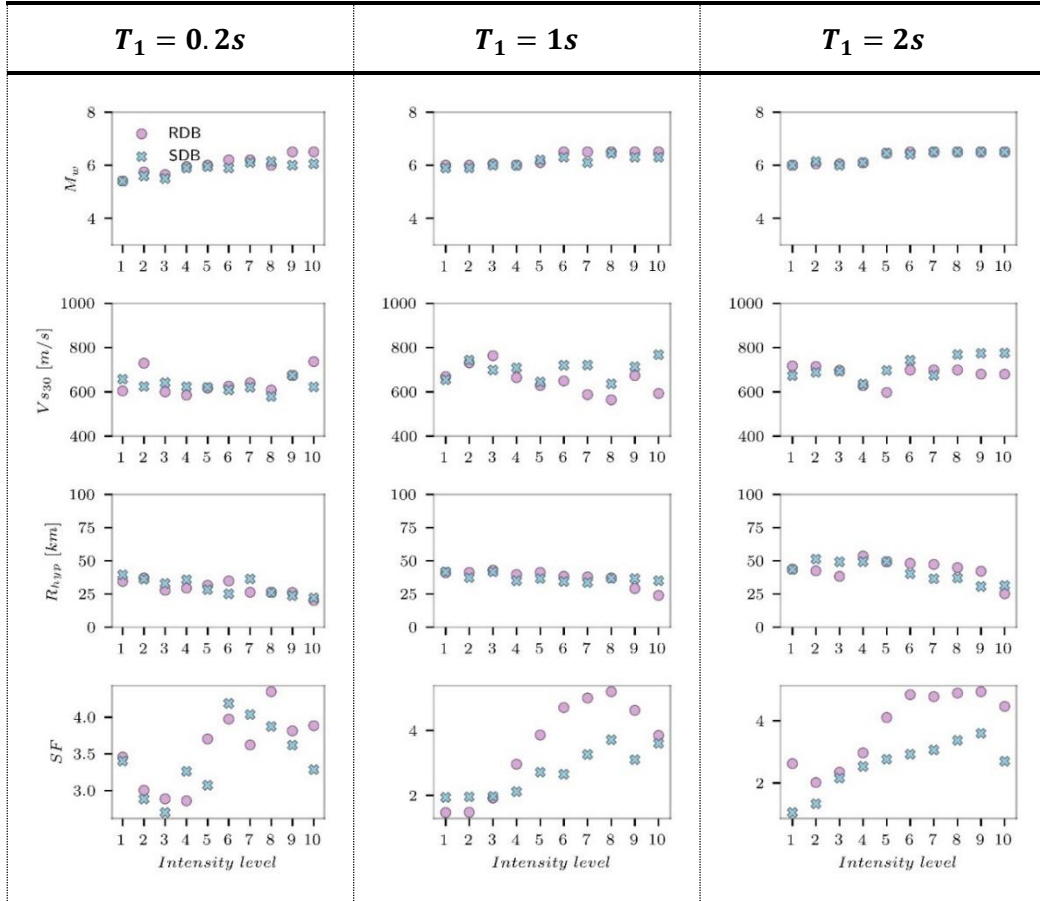 T₁ = 0.2s T₁ = 1s T₁ = 2s
8 8 8
RDB
SDB
M_w 6 6 6
4 4 4
1 2 3 4 5 6 7 8 9 10 1 2 3 4 5 6 7 8 9 10 1 2 3 4 5 6 7 8 9 10
1000 1000 1000
Vs₃₀ [m/s] 800 800 800
600 600 600
400 400 400
1 2 3 4 5 6 7 8 9 10 1 2 3 4 5 6 7 8 9 10 1 2 3 4 5 6 7 8 9 10
100 100 100
R_hyp [km] 75 75 75
50 50 50
25 25 25
0 0 0
1 2 3 4 5 6 7 8 9 10 1 2 3 4 5 6 7 8 9 10 1 2 3 4 5 6 7 8 9 10
SF 4.0 3.5 3.0 4 2 4 2
1 2 3 4 5 6 7 8 9 10 1 2 3 4 5 6 7 8 9 10 1 2 3 4 5 6 7 8 9 10
Intensity level Intensity level Intensity level